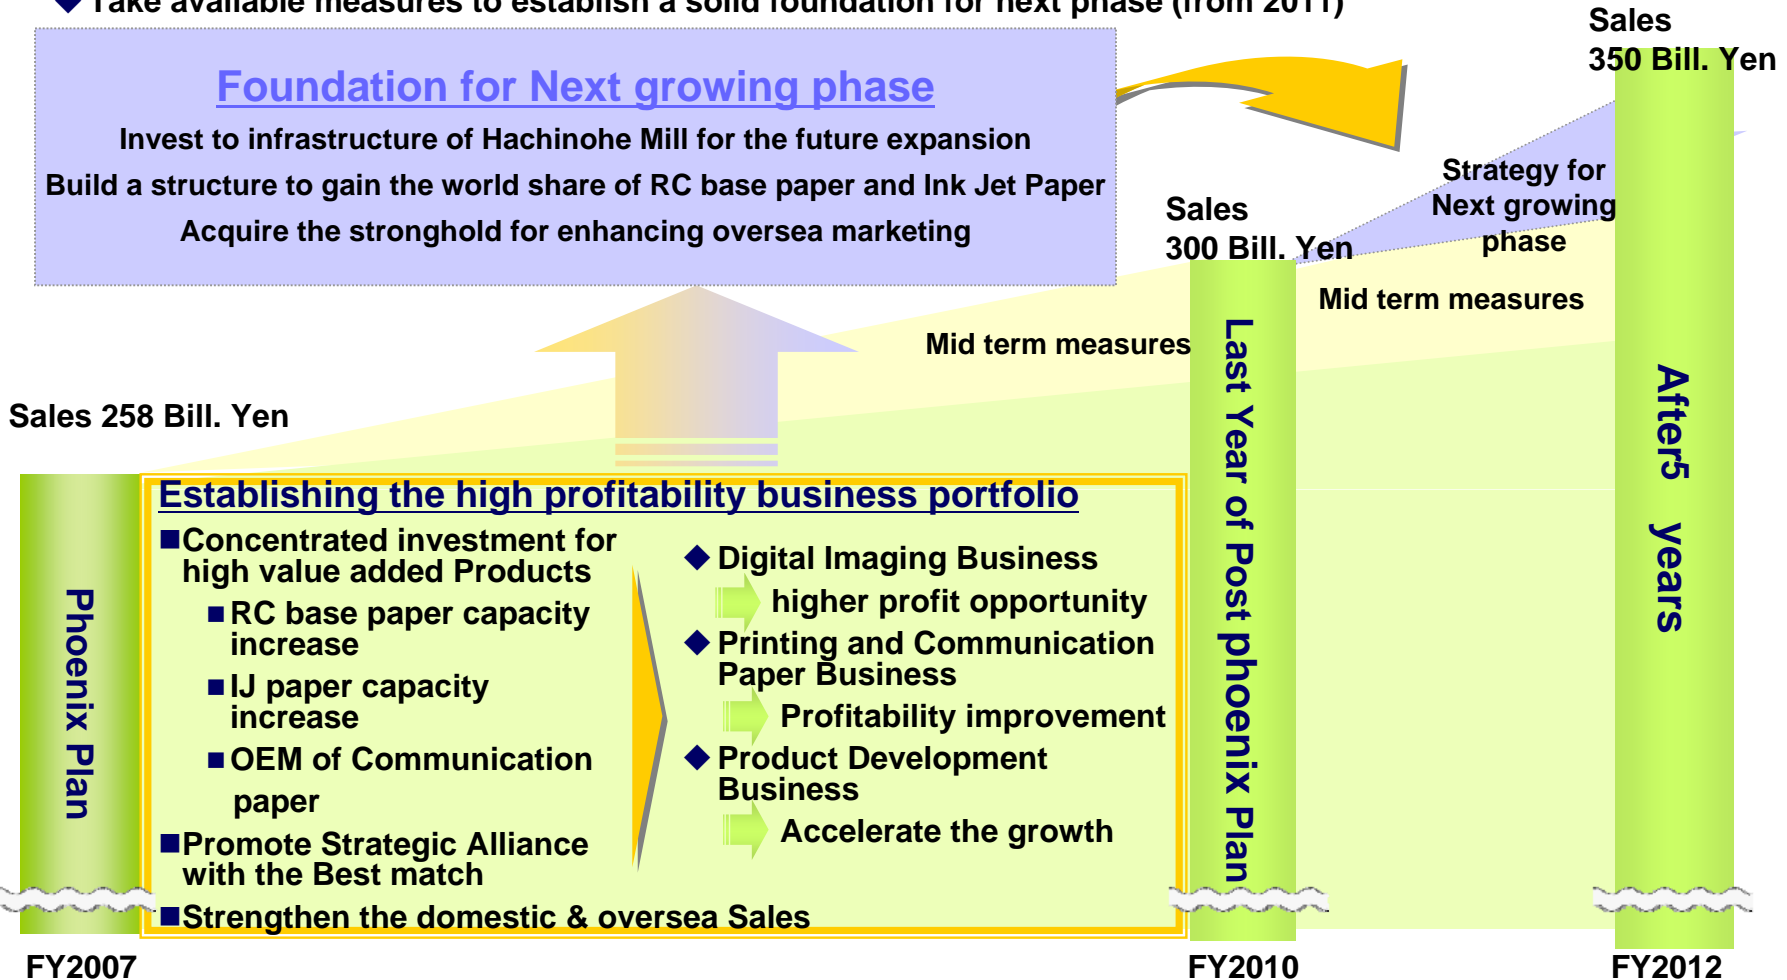 ◆Take available measures to establish a solid foundation for next phase (from 2011)
Foundation for Next growing phase
Invest to infrastructure of Hachinohe Mill for the future expansion
Build a structure to gain the world share of RC base paper and Ink Jet Paper
Acquire the stronghold for enhancing oversea marketing
Sales
350 Bill. Yen
Strategy for
Next growing
phase
Sales
300 Bill. Yen
Mid term measures
Mid term measures
Sales 258 Bill. Yen
Phoenix Plan
Establishing the high profitability business portfolio
■Concentrated investment for
high value added Products
■RC base paper capacity
increase
■IJ paper capacity
increase
■OEM of Communication
paper
■Promote Strategic Alliance
with the Best match
■Strengthen the domestic & oversea Sales
◆Digital Imaging Business
higher profit opportunity
◆Printing and Communication
Paper Business
Profitability improvement
◆Product Development
Business
Accelerate the growth
Last Year of Post phoenix Plan
After5 years
FY2007
FY2010
FY2012